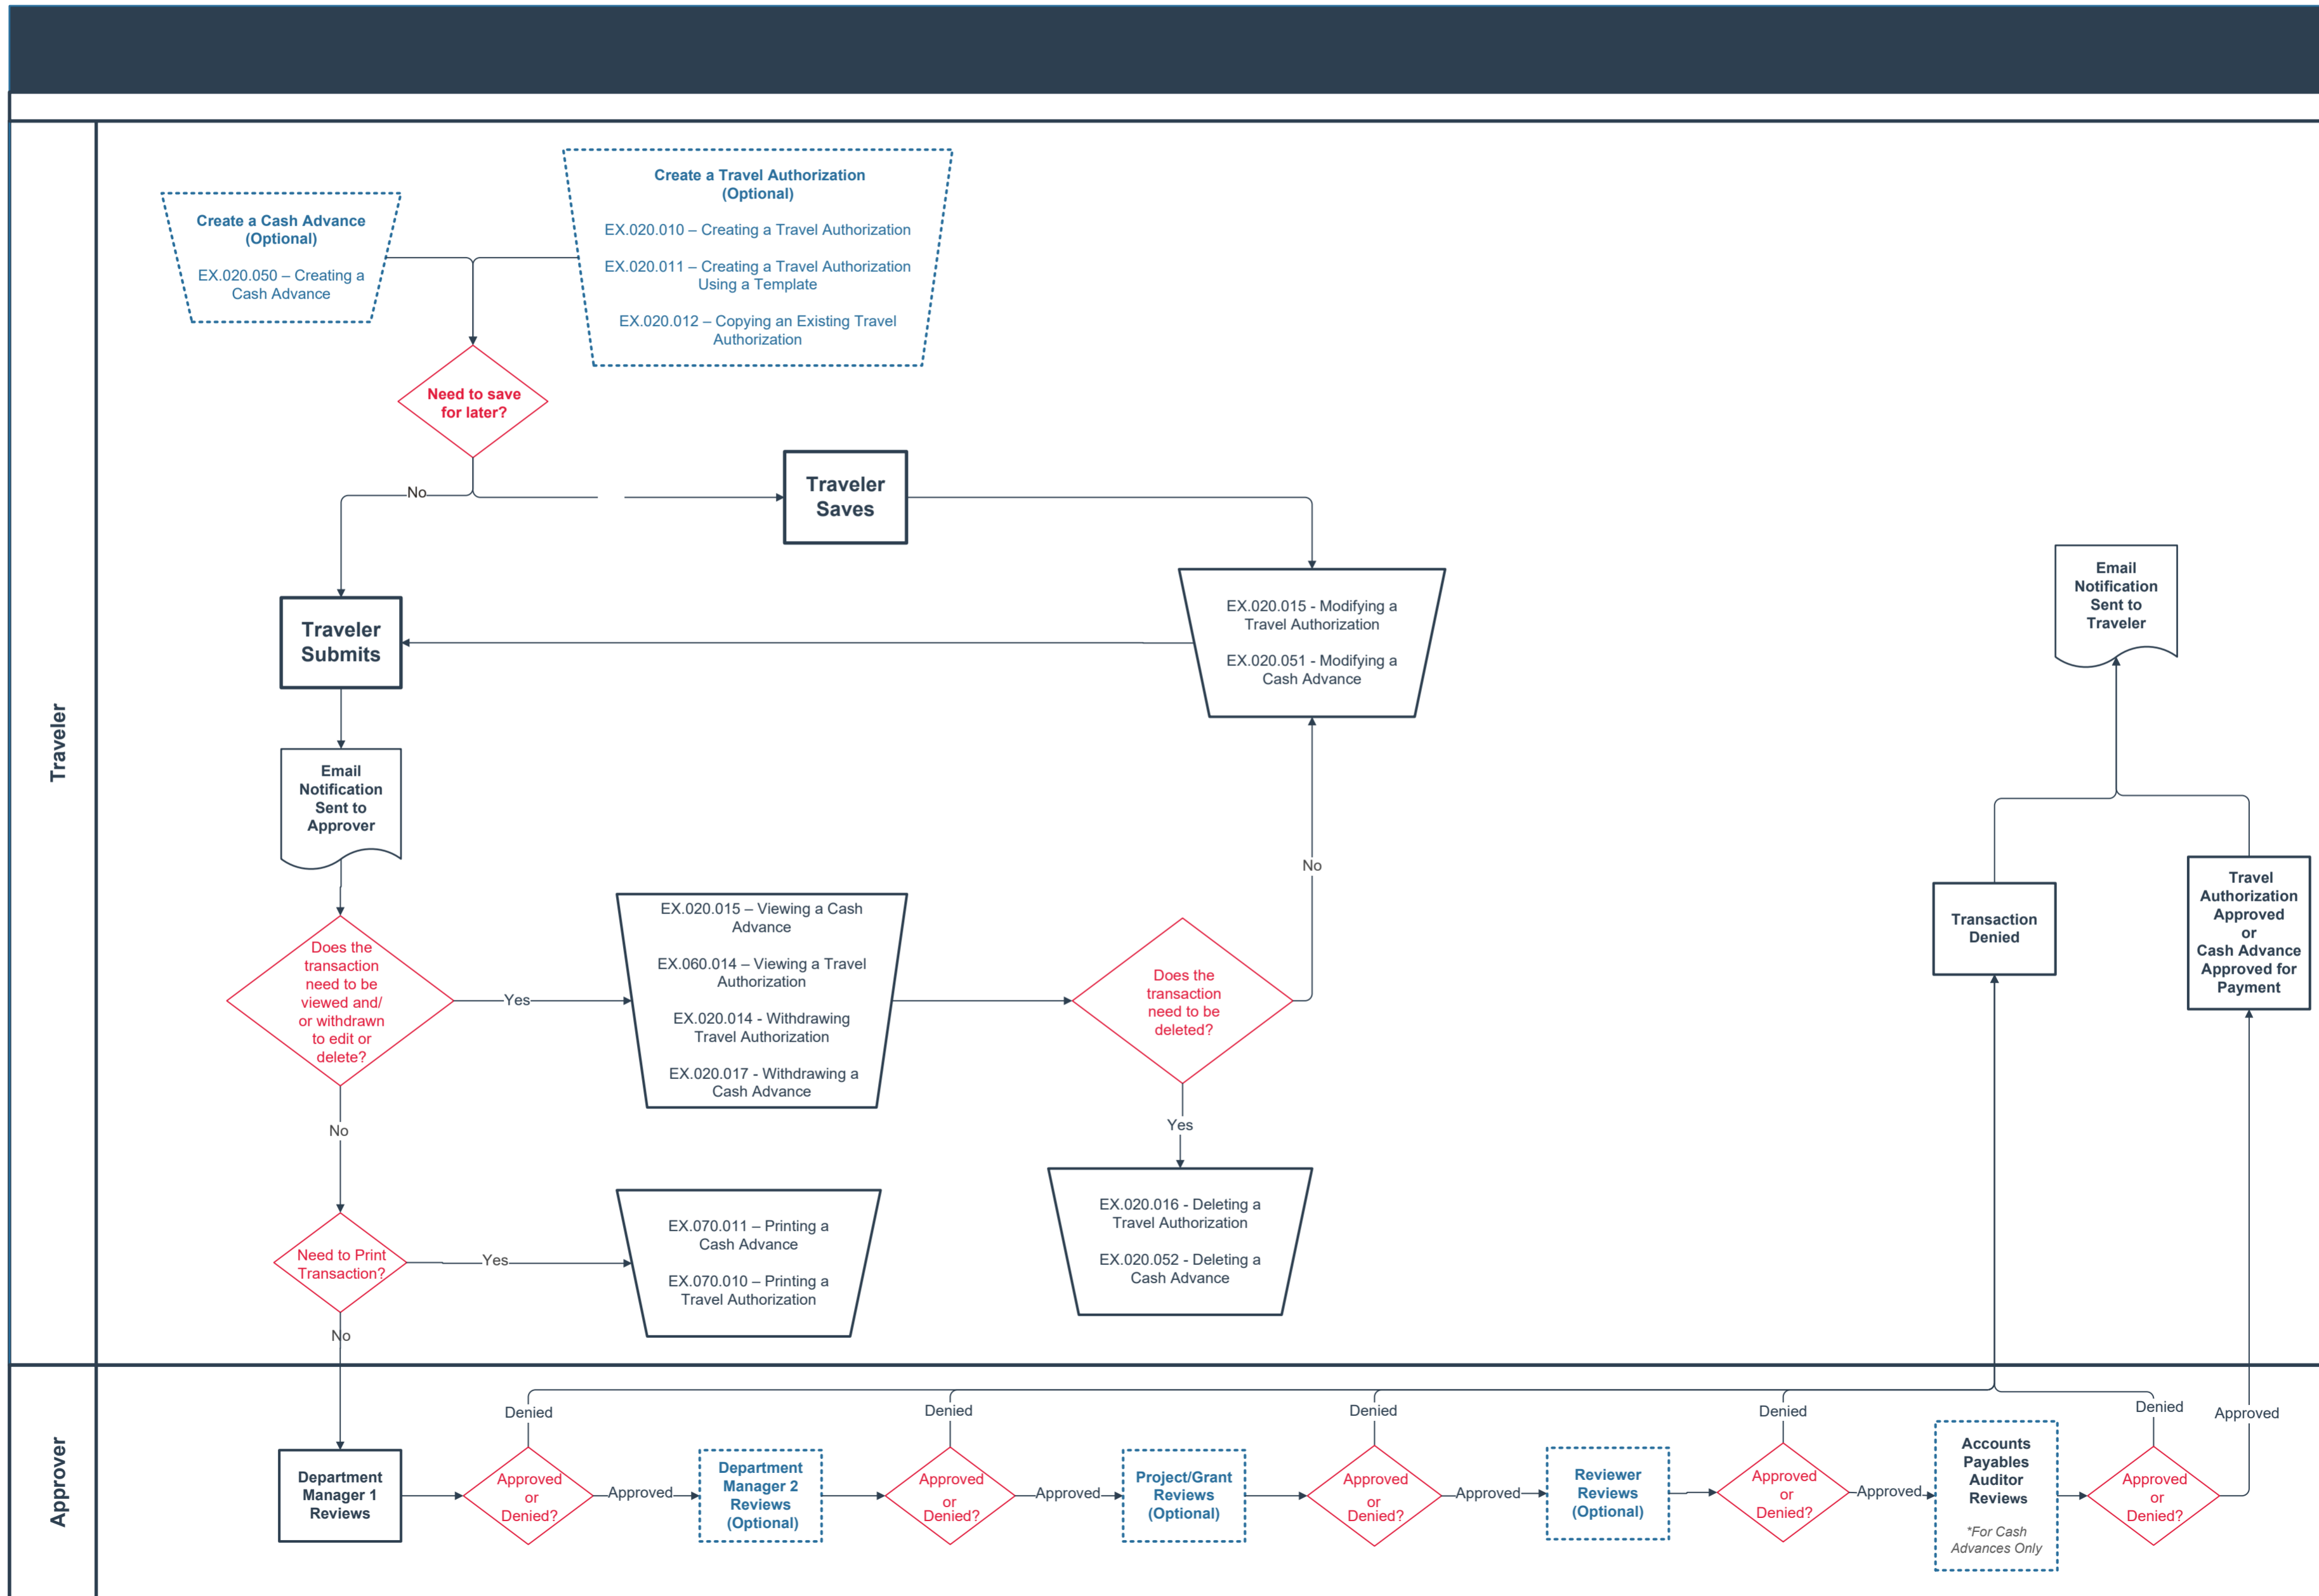 Traveler
Create a Cash Advance
(Optional)
EX.020.050 – Creating a
Cash Advance
Create a Travel Authorization
(Optional)
EX.020.010 – Creating a Travel Authorization
EX.020.011 – Creating a Travel Authorization
Using a Template
EX.020.012 – Copying an Existing Travel
Authorization
Need to save
for later?
No
Traveler
Saves
Traveler
Submits
EX.020.015 - Modifying a
Travel Authorization
EX.020.051 - Modifying a
Cash Advance
Email
Notification
Sent to
Traveler
Email
Notification
Sent to
Approver
No
Does the
transaction
need to be
viewed and/
or withdrawn
to edit or
delete?
Yes
EX.020.015 – Viewing a Cash
Advance
EX.060.014 – Viewing a Travel
Authorization
EX.020.014 - Withdrawing
Travel Authorization
EX.020.017 - Withdrawing a
Cash Advance
Does the
transaction
need to be
deleted?
Transaction
Denied
Travel
Authorization
Approved
or
Cash Advance
Approved for
Payment
No
Yes
Need to Print
Transaction?
Yes
EX.070.011 – Printing a
Cash Advance
EX.070.010 – Printing a
Travel Authorization
EX.020.016 - Deleting a
Travel Authorization
EX.020.052 - Deleting a
Cash Advance
No
Approver
Denied
Denied
Denied
Denied
Denied
Approved
Department
Manager 1
Reviews
Approved
or
Denied?
Approved
Department
Manager 2
Reviews
(Optional)
Approved
or
Denied?
Approved
Project/Grant
Reviews
(Optional)
Approved
or
Denied?
Approved
Reviewer
Reviews
(Optional)
Approved
or
Denied?
Approved
Accounts
Payables
Auditor
Reviews
*For Cash
Advances Only
Approved
or
Denied?